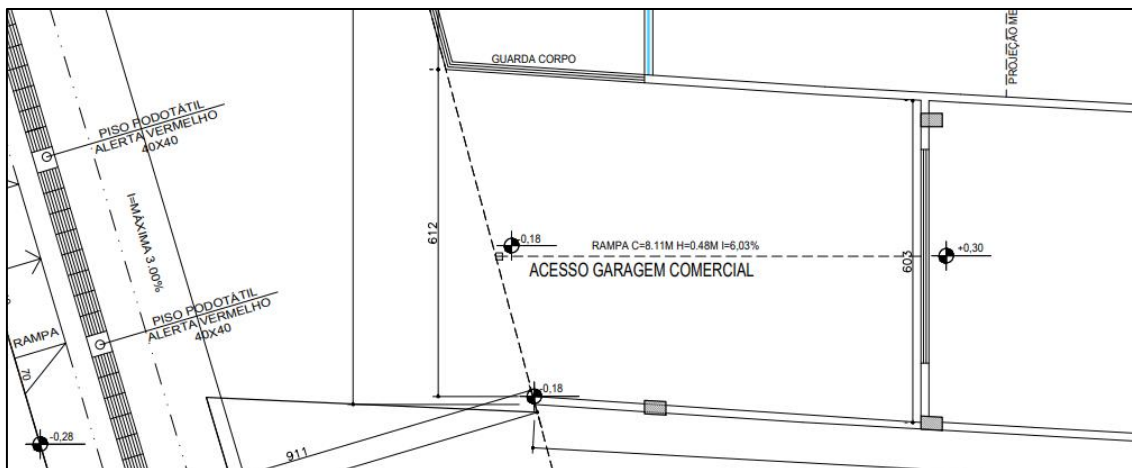 GUARDA CORPO
PROJEÇÃO ME
PISO PODOTÁTIL
ALERTA VERMELHO
40X40
I=MÁXIMA 3.00%
612
-0,18
RAMPA C=8.11M H=0.48M I=6,03%
ACESSO GARAGEM COMERCIAL
603
+0,30
PISO PODOTÁTIL
ALERTA VERMELHO
40X40
RAMPA
70
-0,18
-0,28
911